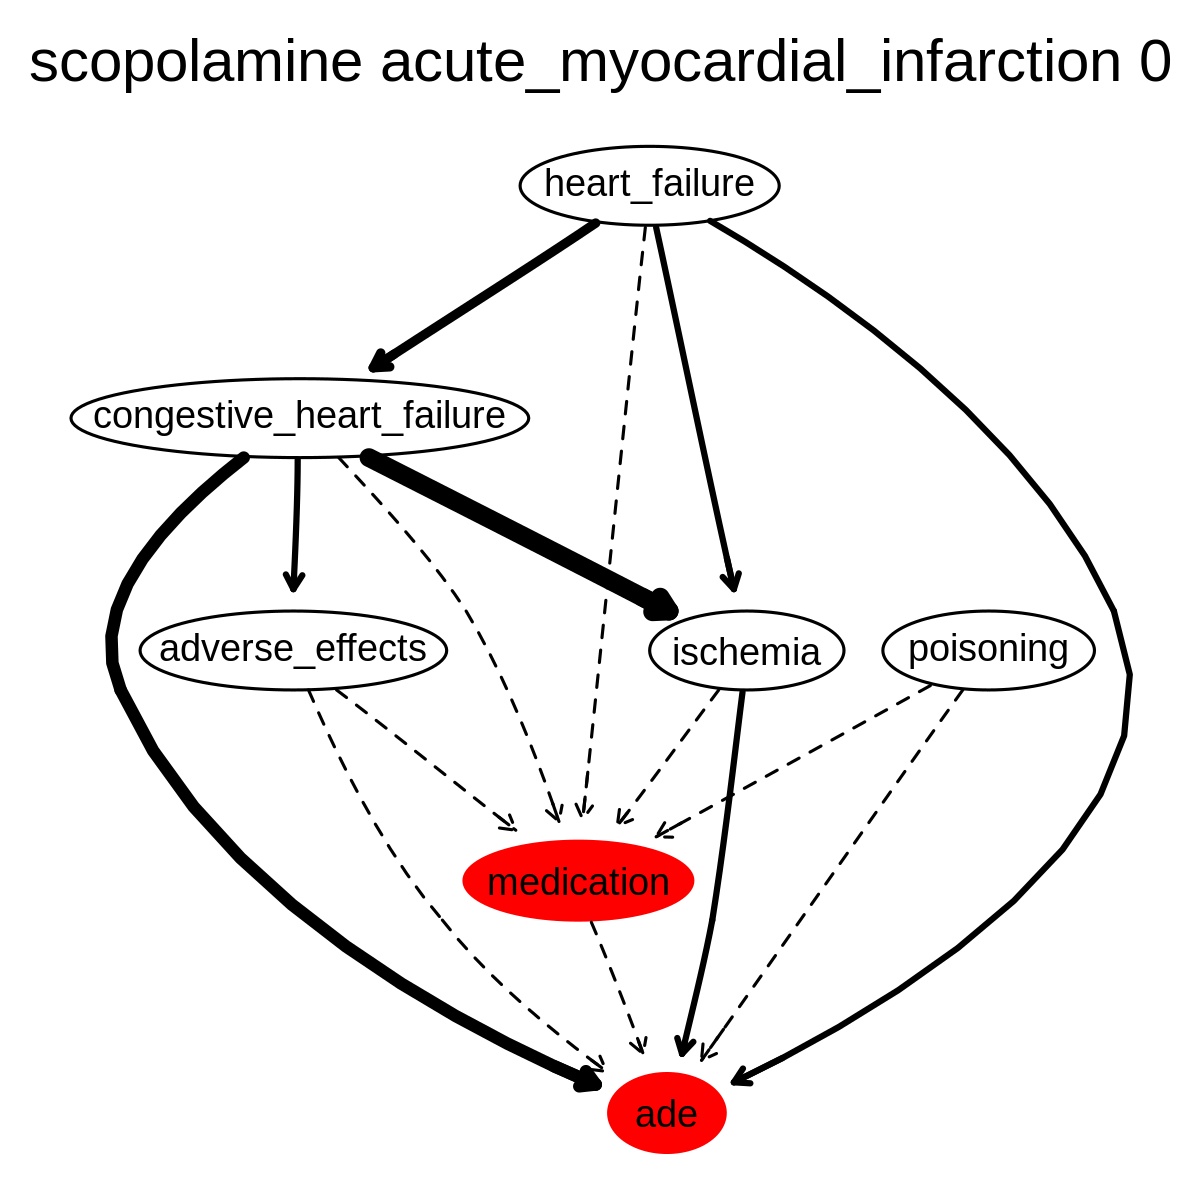 scopolamine acute_myocardial_infarction 0
heart_failure
congestive_heart_failure
adverse_effects
ischemia
poisoning
medication
ade